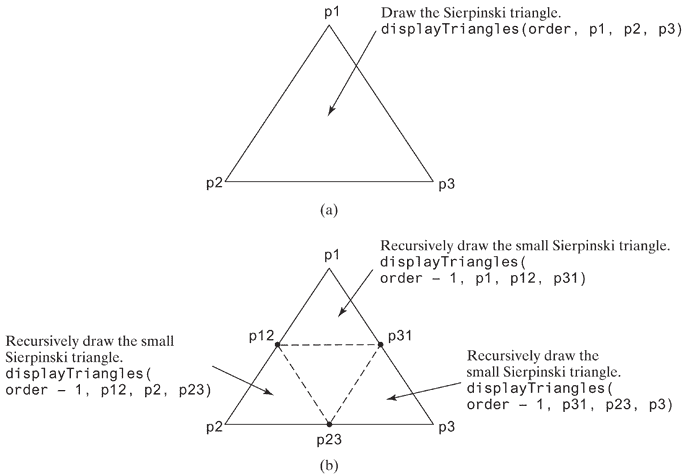 p1
Draw the Sierpinski triangle.
displayTriangles(order, p1, p2, p3)
p2
p3
(a)
Recursively draw the small Sierpinski triangle.
displayTriangles(
order – 1, p1, p12, p31)
p1
p12
p31
Recursively draw the small
Sierpinski triangle.
displayTriangles(
order – 1, p12, p2, p23)
Recursively draw the
small Sierpinski triangle.
displayTriangles(
order – 1, p31, p23, p3)
p2
p23
p3
(b)